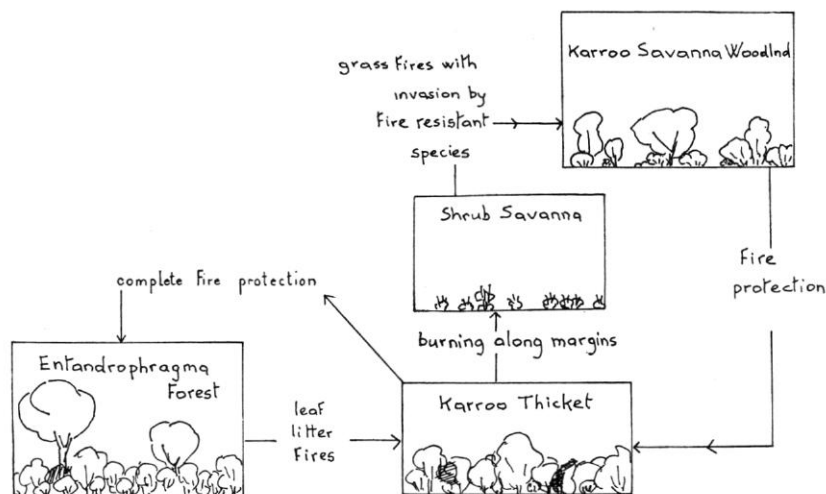 Karroo Savanna Woodlnd
grass Fires with
invasion by
Fire resistant
species
Shrub Savanna
Fire
protection
complete Fire protection
burning along margins
Entandrophragma
Forest
leaf
litter
Fires
Karroo Thicket